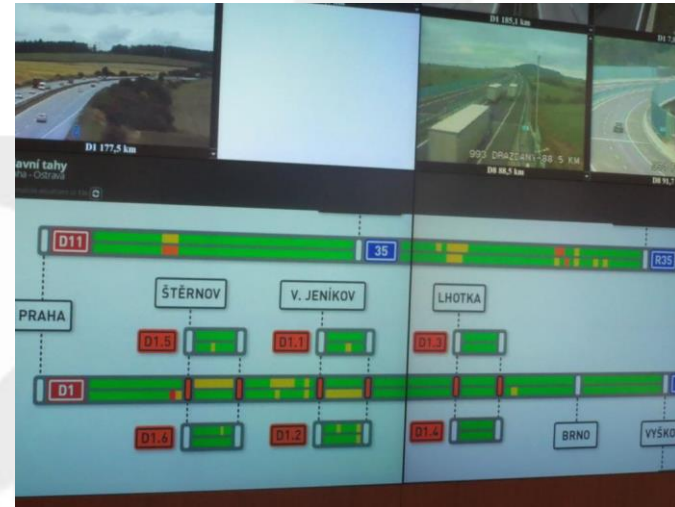 D1 185,1 km
D1 177,5 km
993 DRAZDANY 88.5 KM
D8 88,5 km
avní tahy
ha - Ostrava
D11
35
R35
ŠTĚRNOV
V. JENÍKOV
LHOTKA
PRAHA
D1.5
D1.1
D1.3
D1
D1.6
D1.2
D1.4
BRNO
VYŠKO